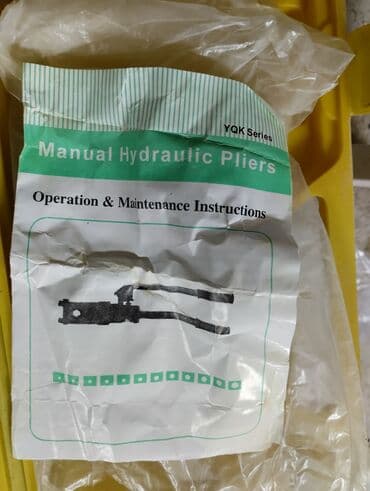 YQK Series
Manual Hydraulic Pliers
Operation & Maintenance Instructions